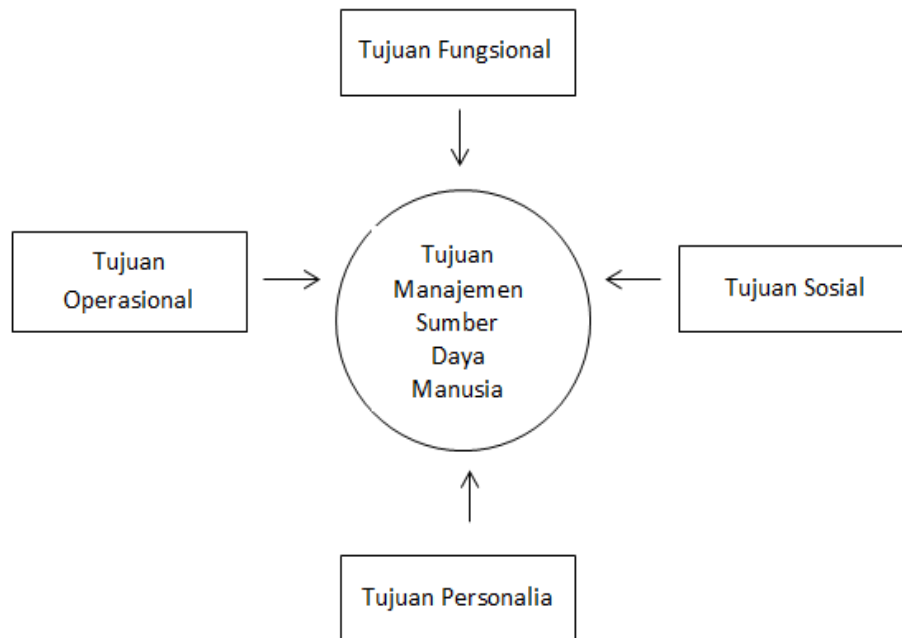 Tujuan Fungsional
Tujuan
Operasional
Tujuan
Manajemen
Sumber
Daya
Manusia
Tujuan Sosial
Tujuan Personalia